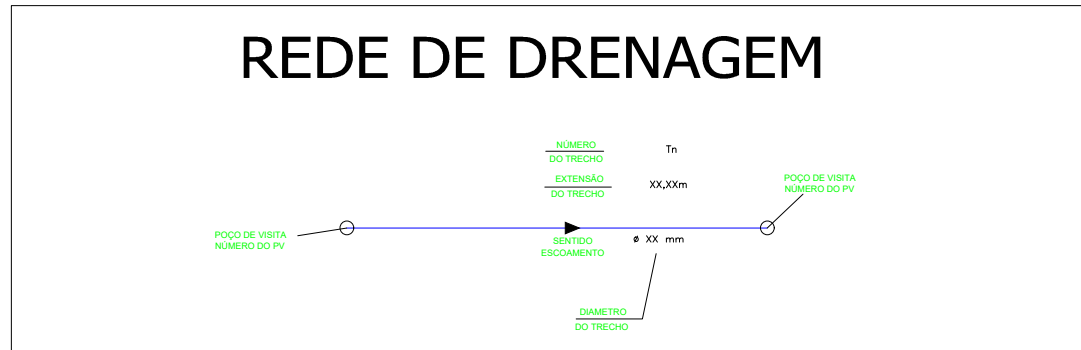 REDE DE DRENAGEM
NÚMERO
DO TRECHO
Tn
EXTENSÃO
DO TRECHO
XX,XXm
POÇO DE VISITA
NÚMERO DO PV
POÇO DE VISITA
NÚMERO DO PV
SENTIDO
ESCOAMENTO
ø XX mm
DIAMETRO
DO TRECHO